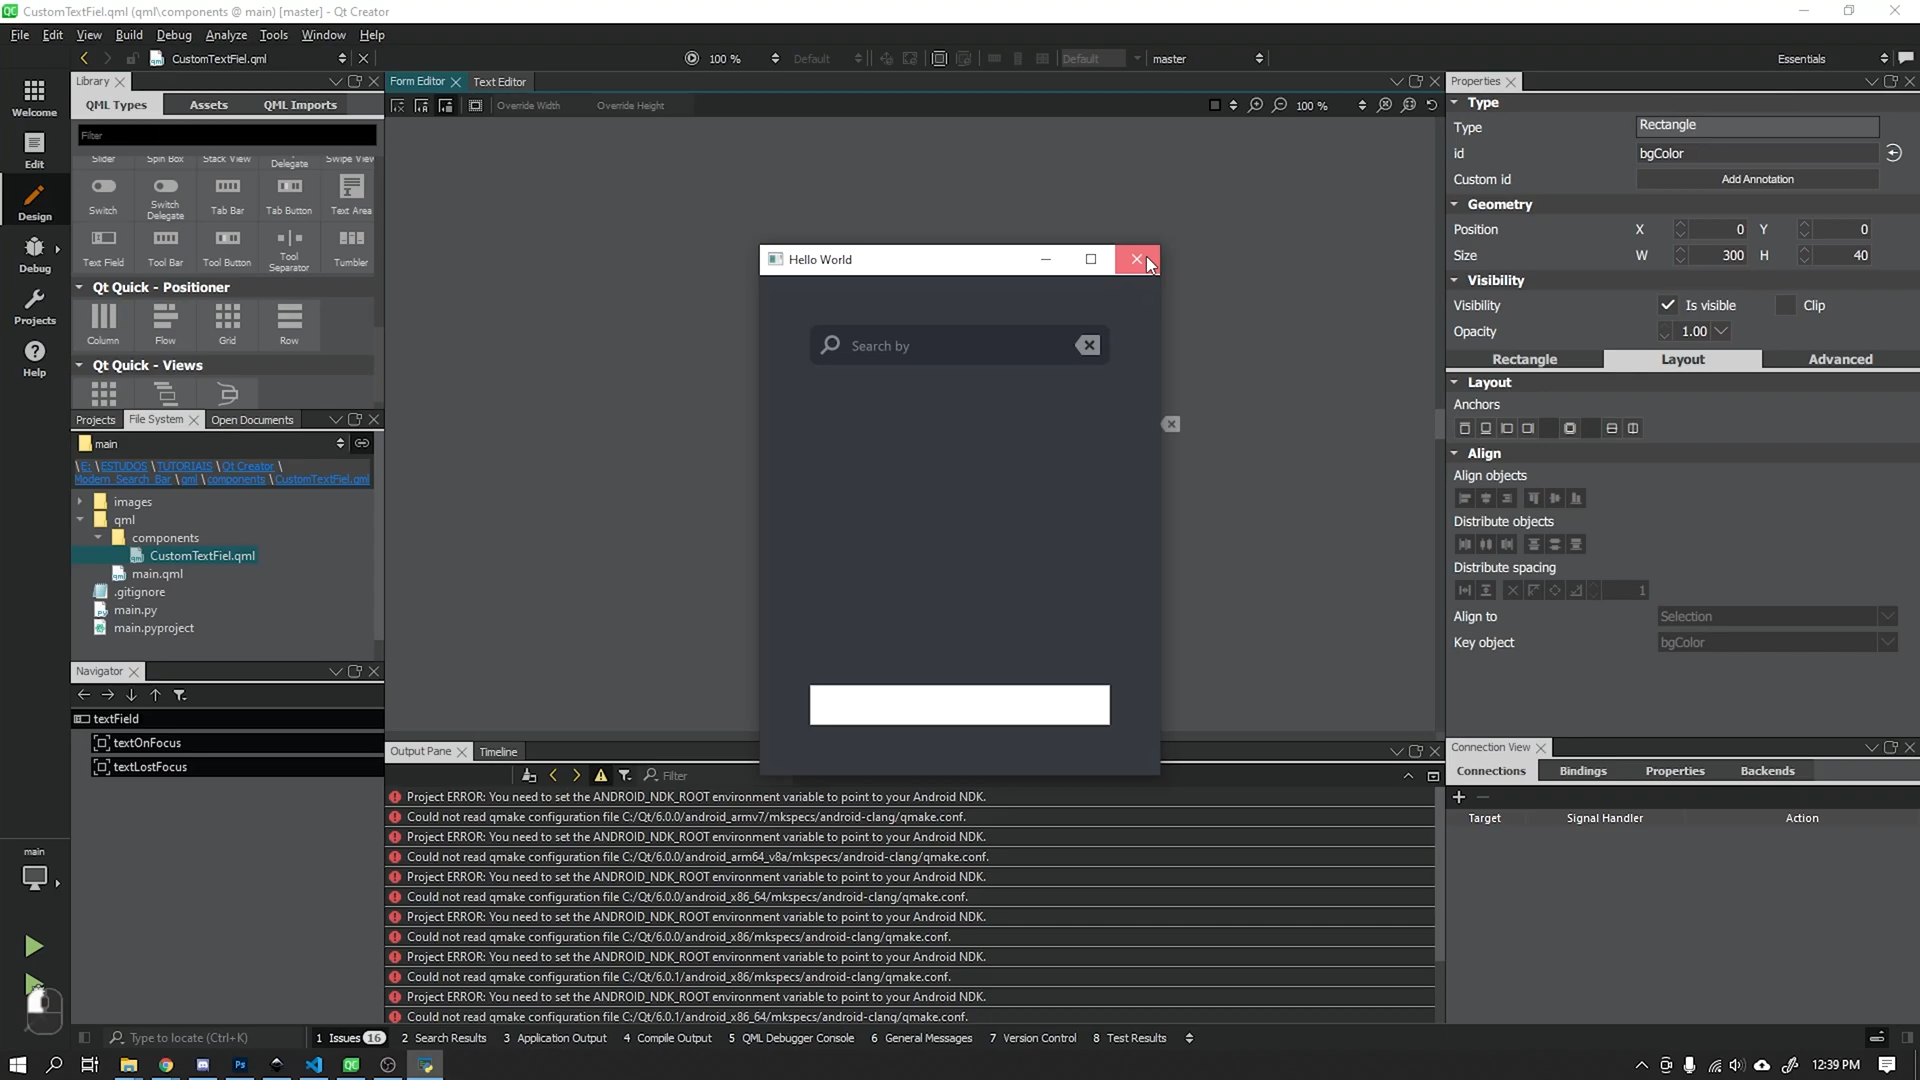 CustomTextFiel.qml (qml\components @ main) [master] - Qt Creator
File Edit View Build Debug Analyze Tools Window Help
CustomTextFiel.qml
100 % Default Default master Essentials
Welcome
Edit
Design
Debug
Projects
Help
Library
QML Types Assets QML Imports
Filter
Slider Spin Box Stack View Delegate Swipe View
Switch Switch Delegate Tab Bar Tab Button Text Area
Text Field Tool Bar Tool Button Tool Separator Tumbler
Qt Quick - Positioner
Column Flow Grid Row
Qt Quick - Views
Projects File System Open Documents
main
\E: \ESTUDOS \TUTORIAIS \Qt Creator \
Modern_Search_Bar \qml \components \CustomTextFiel.qml
images
qml
components
CustomTextFiel.qml
main.qml
.gitignore
main.py
main.pyproject
Navigator
textField
textOnFocus
textLostFocus
main
Form Editor Text Editor
Override Width Override Height 100 %
Hello World
Search by
Output Pane Timeline
Filter
Project ERROR: You need to set the ANDROID_NDK_ROOT environment variable to point to your Android NDK.
Could not read qmake configuration file C:/Qt/6.0.0/android_armv7/mkspecs/android-clang/qmake.conf.
Project ERROR: You need to set the ANDROID_NDK_ROOT environment variable to point to your Android NDK.
Could not read qmake configuration file C:/Qt/6.0.0/android_arm64_v8a/mkspecs/android-clang/qmake.conf.
Project ERROR: You need to set the ANDROID_NDK_ROOT environment variable to point to your Android NDK.
Could not read qmake configuration file C:/Qt/6.0.0/android_x86_64/mkspecs/android-clang/qmake.conf.
Project ERROR: You need to set the ANDROID_NDK_ROOT environment variable to point to your Android NDK.
Could not read qmake configuration file C:/Qt/6.0.0/android_x86/mkspecs/android-clang/qmake.conf.
Project ERROR: You need to set the ANDROID_NDK_ROOT environment variable to point to your Android NDK.
Could not read qmake configuration file C:/Qt/6.0.1/android_x86/mkspecs/android-clang/qmake.conf.
Project ERROR: You need to set the ANDROID_NDK_ROOT environment variable to point to your Android NDK.
Could not read qmake configuration file C:/Qt/6.0.1/android_x86_64/mkspecs/android-clang/qmake.conf.
Properties
Type
Type Rectangle
id bgColor
Custom id Add Annotation
Geometry
Position X 0 Y 0
Size W 300 H 40
Visibility
Visibility Is visible Clip
Opacity 1.00
Rectangle Layout Advanced
Layout
Anchors
Align
Align objects
Distribute objects
Distribute spacing
1
Align to Selection
Key object bgColor
Connection View
Connections Bindings Properties Backends
Target Signal Handler Action
Type to locate (Ctrl+K) 1 Issues 16 2 Search Results 3 Application Output 4 Compile Output 5 QML Debugger Console 6 General Messages 7 Version Control 8 Test Results
12:39 PM